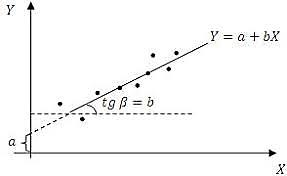 Y
Y = a + bX
tg β = b
a
X